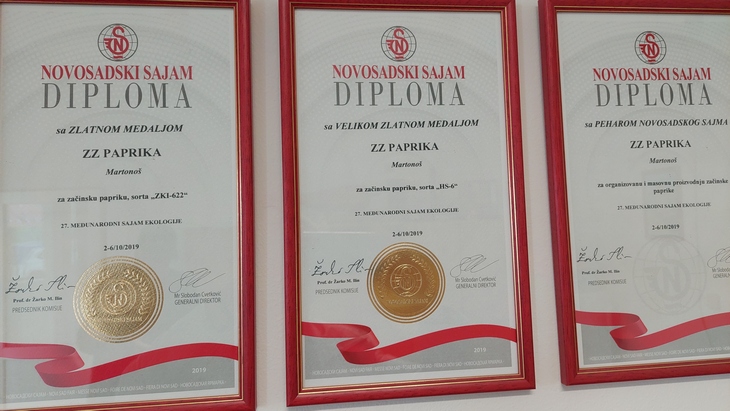 NOVOSADSKI SAJAM
DIPLOMA
sa ZLATNOM MEDALJOM
ZZ PAPRIKA
Martonoš
za začinsku papriku, sorta „ZKI-622“
27. MEĐUNARODNI SAJAM EKOLOGIJE
2-6/10/2019
Prof. dr Žarko M. Ilin
PREDSEDNIK KOMISIJE
Mr Slobodan Cvetković
GENERALNI DIREKTOR
2019
NOVOSADSKI SAJAM
DIPLOMA
sa VELIKOM ZLATNOM MEDALJOM
ZZ PAPRIKA
Martonoš
za začinsku papriku, sorta „HS-6“
27. MEĐUNARODNI SAJAM EKOLOGIJE
2-6/10/2019
Prof. dr Žarko M. Ilin
PREDSEDNIK KOMISIJE
Mr Slobodan Cvetković
GENERALNI DIREKTOR
2019
NOVOSADSKI SAJAM
DIPLOMA
sa PEHAROM NOVOSADSKOG SAJMA
ZZ PAPRIKA
Martonoš
za organizovanu i masovnu proizvodnju začinske
paprike
27. MEĐUNARODNI SAJAM EKOLOGIJE
2-6/10/2019
Prof. dr Žarko M. Ilin
PREDSEDNIK KOMISIJE
Mr Slobodan
GENERALNI